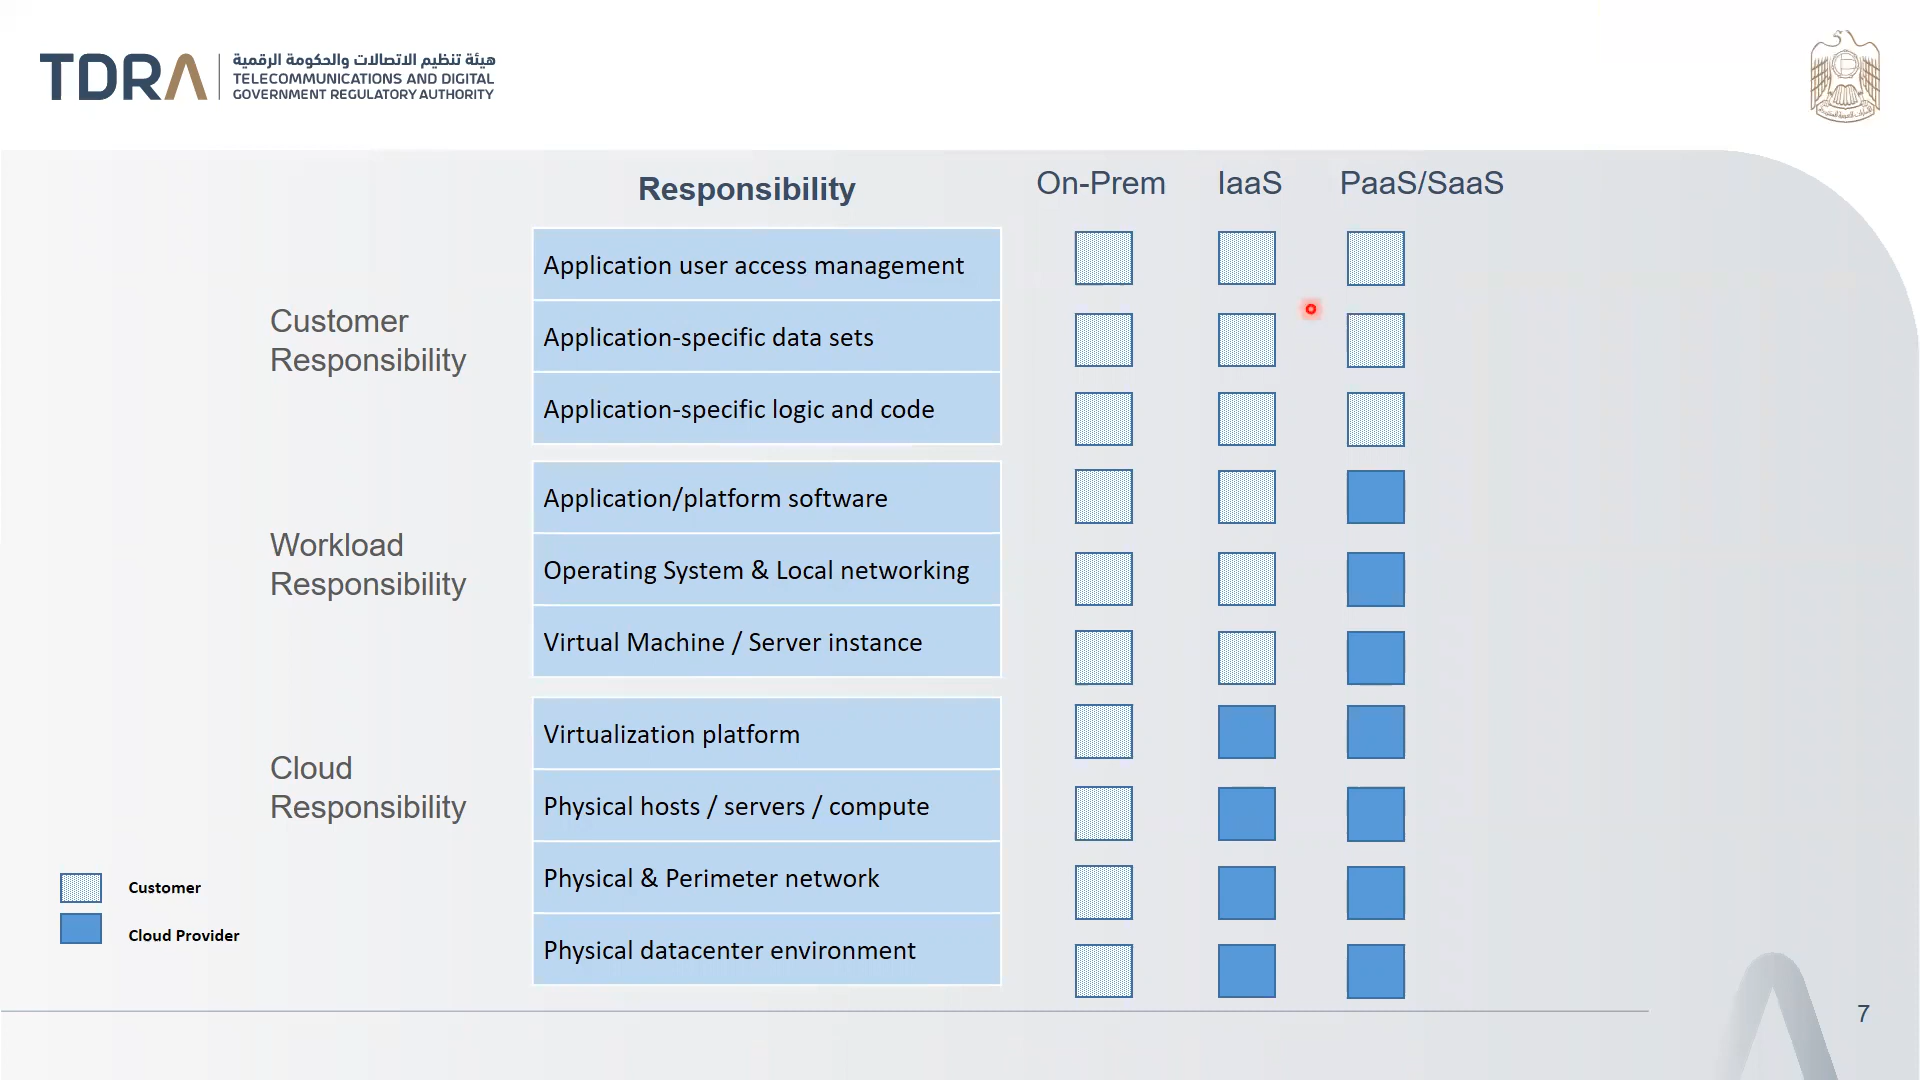 TDRA
هيئة تنظيم الاتصالات والحكومة الرقمية
TELECOMMUNICATIONS AND DIGITAL
GOVERNMENT REGULATORY AUTHORITY
Responsibility
On-Prem
IaaS
PaaS/SaaS
Customer
Responsibility
Application user access management
Application-specific data sets
Application-specific logic and code
Workload
Responsibility
Application/platform software
Operating System & Local networking
Virtual Machine / Server instance
Cloud
Responsibility
Virtualization platform
Physical hosts / servers / compute
Physical & Perimeter network
Physical datacenter environment
Customer
Cloud Provider
7